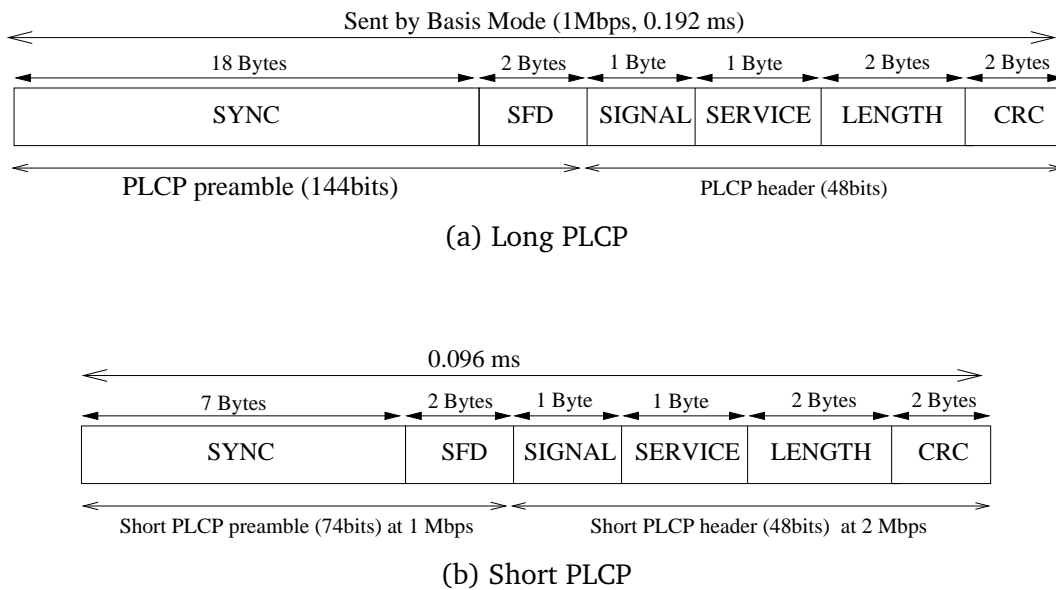 Sent by Basis Mode (1Mbps, 0.192 ms)
18 Bytes 2 Bytes 1 Byte 1 Byte 2 Bytes 2 Bytes
SYNC SFD SIGNAL SERVICE LENGTH CRC
PLCP preamble (144bits) PLCP header (48bits)
(a) Long PLCP
0.096 ms
7 Bytes 2 Bytes 1 Byte 1 Byte 2 Bytes 2 Bytes
SYNC SFD SIGNAL SERVICE LENGTH CRC
Short PLCP preamble (74bits) at 1 Mbps Short PLCP header (48bits) at 2 Mbps
(b) Short PLCP